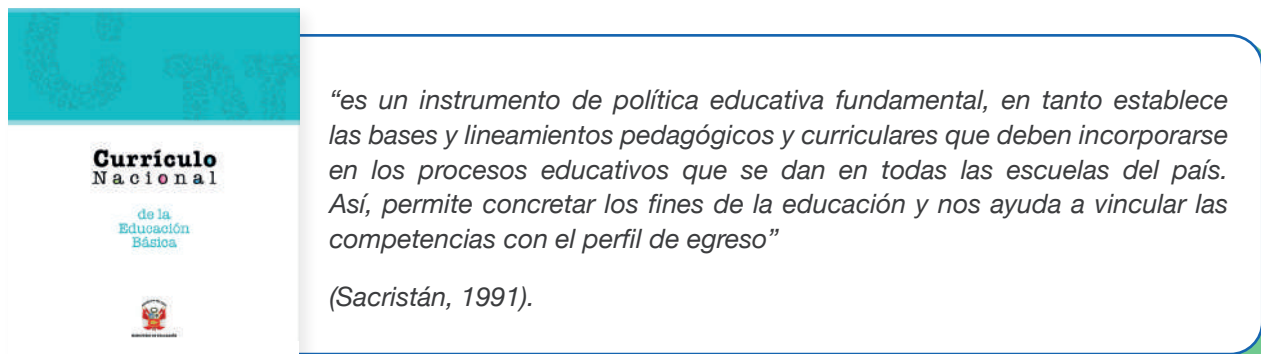 Currículo
Nacional
de la
Educación
Básica
“es un instrumento de política educativa fundamental, en tanto establece
las bases y lineamientos pedagógicos y curriculares que deben incorporarse
en los procesos educativos que se dan en todas las escuelas del país.
Así, permite concretar los fines de la educación y nos ayuda a vincular las
competencias con el perfil de egreso”
(Sacristán, 1991).